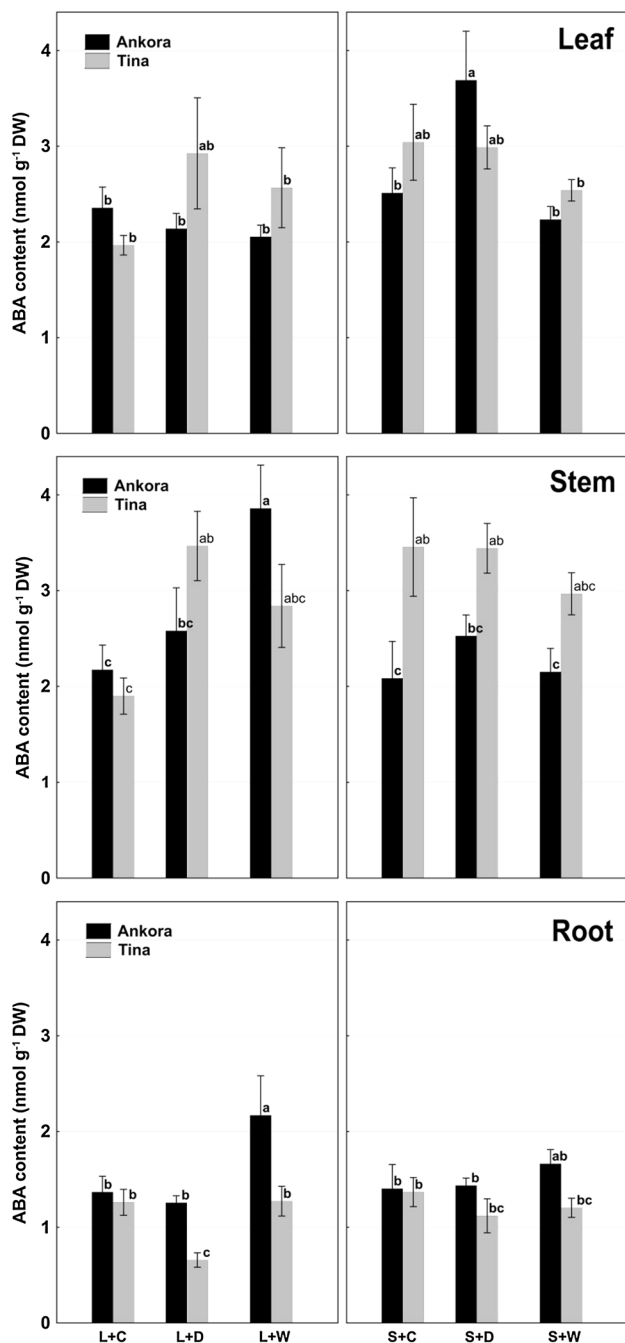 Leaf
Ankora
Tina
ABA content (nmol g⁻¹ DW)
4
3
2
1
0
b b b ab b b
b ab a ab b b
Stem
Ankora
Tina
ABA content (nmol g⁻¹ DW)
4
3
2
1
0
c c bc ab a abc
c ab bc ab c abc
Root
Ankora
Tina
ABA content (nmol g⁻¹ DW)
4
3
2
1
0
b b b c a b
b b b bc ab bc
L+C L+D L+W S+C S+D S+W